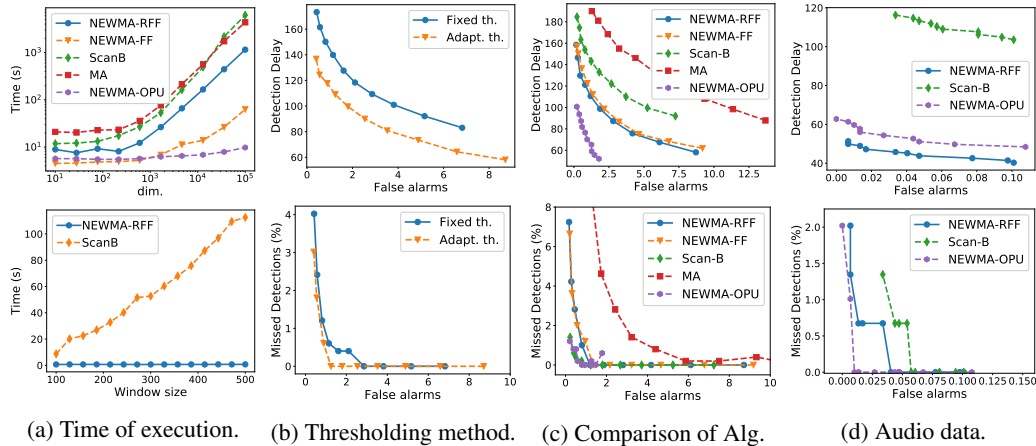 NEWMA-RFF
NEWMA-FF
ScanB
MA
NEWMA-OPU
Time (s)
10³
10²
10¹
10¹ 10² 10³ 10⁴ 10⁵
dim.
Fixed th.
Adapt. th.
Detection Delay
160
140
120
100
80
60
0 2 4 6 8
False alarms
NEWMA-RFF
NEWMA-FF
Scan-B
MA
NEWMA-OPU
Detection Delay
180
160
140
120
100
80
60
0.0 2.5 5.0 7.5 10.0 12.5
False alarms
NEWMA-RFF
Scan-B
NEWMA-OPU
Detection Delay
120
100
80
60
40
0.00 0.02 0.04 0.06 0.08 0.10
False alarms
NEWMA-RFF
ScanB
Time (s)
100
80
60
40
20
0
100 200 300 400 500
Window size
Fixed th.
Adapt. th.
Missed Detections (%)
4
3
2
1
0
0 2 4 6 8 10
False alarms
NEWMA-RFF
NEWMA-FF
Scan-B
MA
NEWMA-OPU
Missed Detections (%)
8
6
4
2
0
0 2 4 6 8 10
False alarms
NEWMA-RFF
Scan-B
NEWMA-OPU
Missed Detections (%)
2.0
1.5
1.0
0.5
0.0
0.000 0.025 0.050 0.075 0.100 0.125 0.150
False alarms
(a) Time of execution.
(b) Thresholding method.
(c) Comparison of Alg.
(d) Audio data.